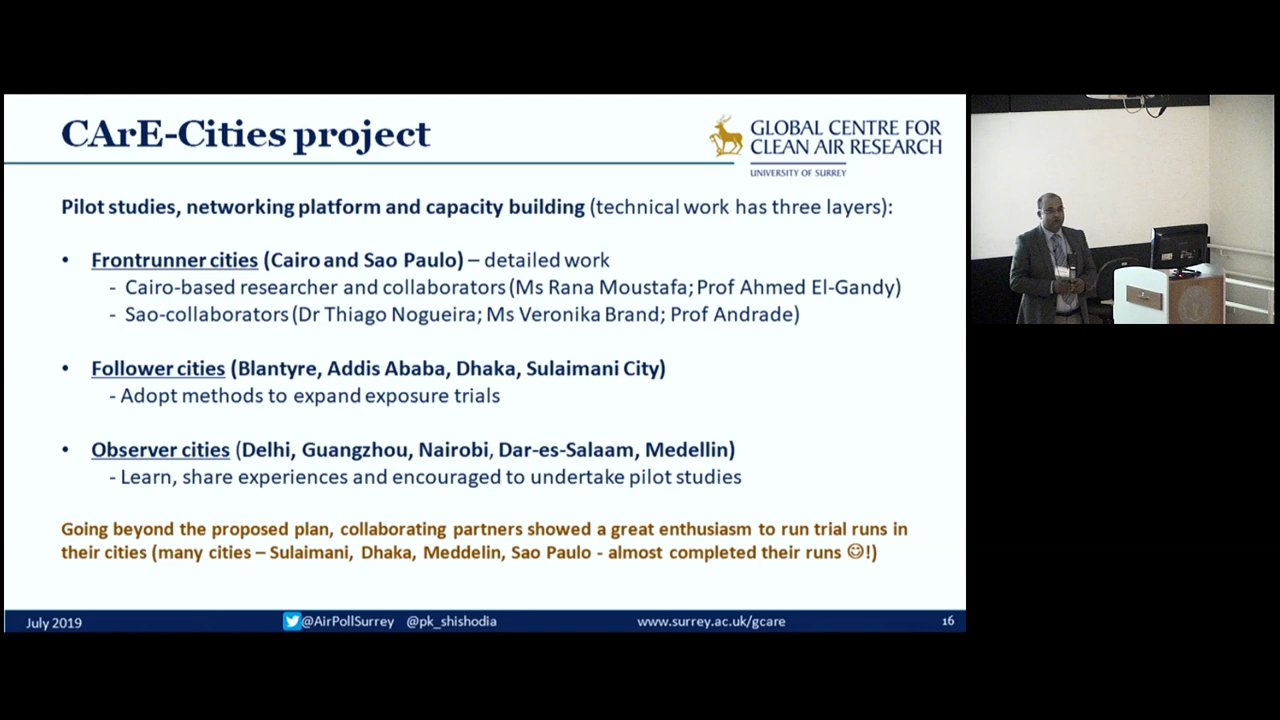 CArE-Cities project
GLOBAL CENTRE FOR
CLEAN AIR RESEARCH
UNIVERSITY OF SURREY
Pilot studies, networking platform and capacity building (technical work has three layers):
• Frontrunner cities (Cairo and Sao Paulo) – detailed work
- Cairo-based researcher and collaborators (Ms Rana Moustafa; Prof Ahmed El-Gandy)
- Sao-collaborators (Dr Thiago Nogueira; Ms Veronika Brand; Prof Andrade)
• Follower cities (Blantyre, Addis Ababa, Dhaka, Sulaimani City)
- Adopt methods to expand exposure trials
• Observer cities (Delhi, Guangzhou, Nairobi, Dar-es-Salaam, Medellin)
- Learn, share experiences and encouraged to undertake pilot studies
Going beyond the proposed plan, collaborating partners showed a great enthusiasm to run trial runs in
their cities (many cities – Sulaimani, Dhaka, Meddelin, Sao Paulo - almost completed their runs ☺!)
July 2019 @AirPollSurrey @pk_shishodia www.surrey.ac.uk/gcare 16